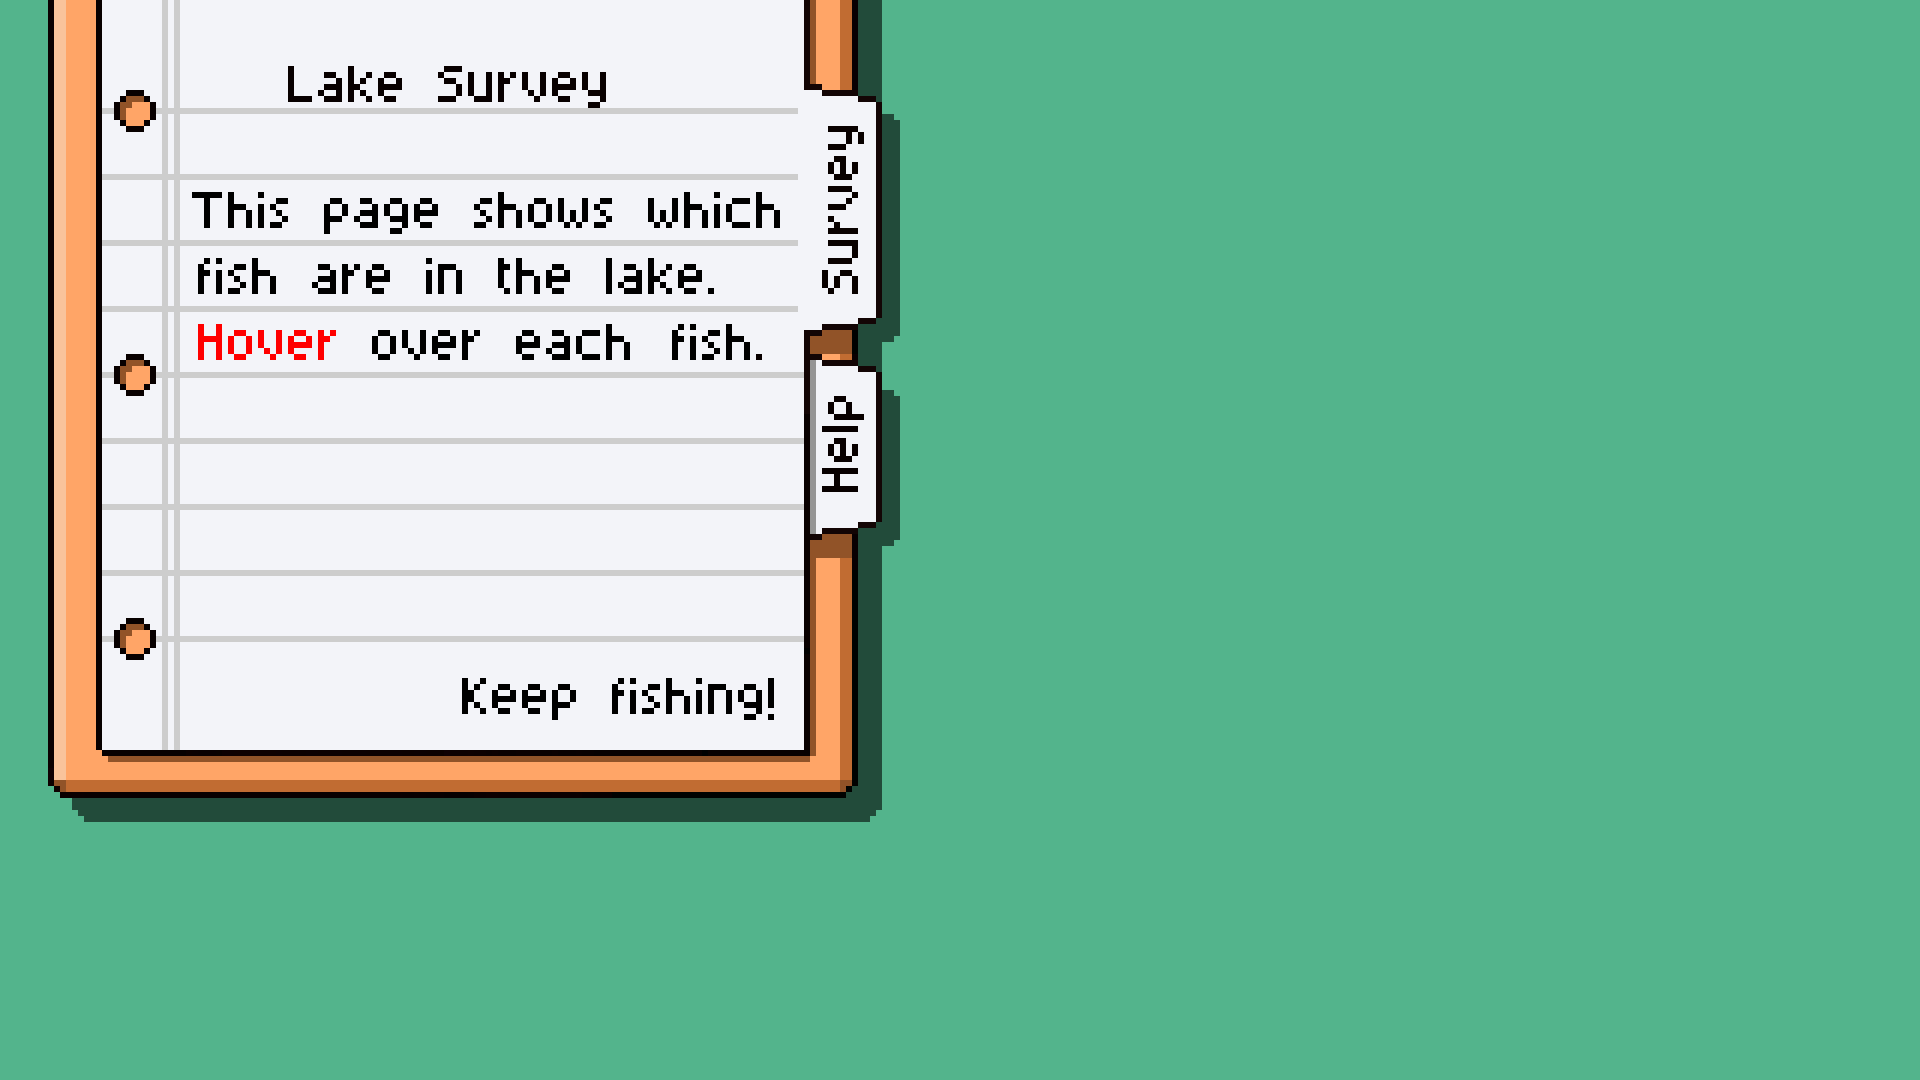 Lake Survey
This page shows which
fish are in the lake.
Hover over each fish.
Keep fishing!
Survey
Help